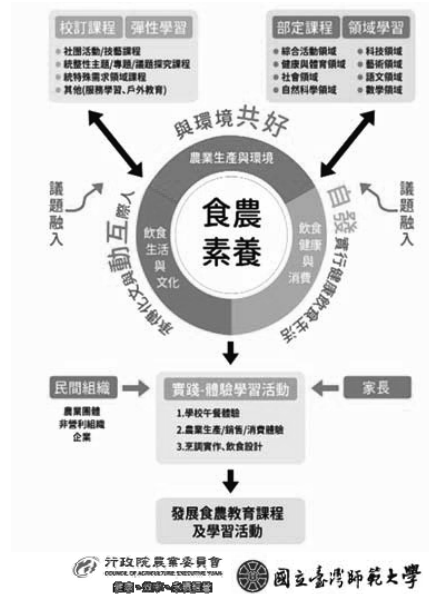 校訂課程 彈性學習
社團活動/技藝課程
統整性主題/專題/議題探究課程
統特殊需求領域課程
其他(服務學習、戶外教育)
部定課程 領域學習
綜合活動領域
健康與體育領域
社會領域
自然科學領域
科技領域
藝術領域
語文領域
數學領域
與環境共好
農業生產與環境
議題融入
議題融入
承傳化文與動互際人
自發實行健康飲食生活
食農
素養
飲食
生活
與
文化
飲食
健康
與
消費
民間組織
農業團體
非營利組織
企業
實踐-體驗學習活動
1.學校午餐體驗
2.農業生產/銷售/消費體驗
3.烹調實作、飲食設計
家長
發展食農教育課程
及學習活動
行政院農業委員會
COUNCIL OF AGRICULTURE, EXECUTIVE YUAN
健康、效率、永續經營
國立臺灣師範大學